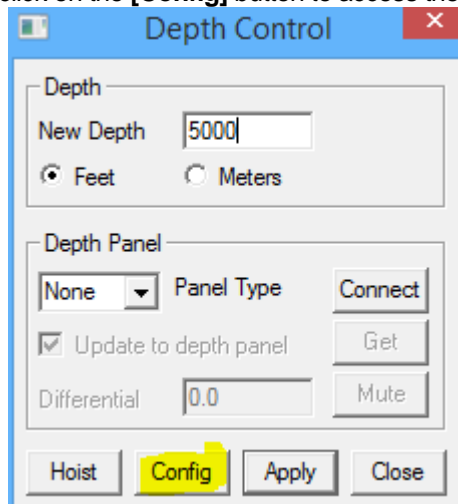 click on the [Config] button to access the
Depth Control
Depth
New Depth 5000
Feet Meters
Depth Panel
None Panel Type Connect
Update to depth panel Get
Differential 0.0 Mute
Hoist Config Apply Close